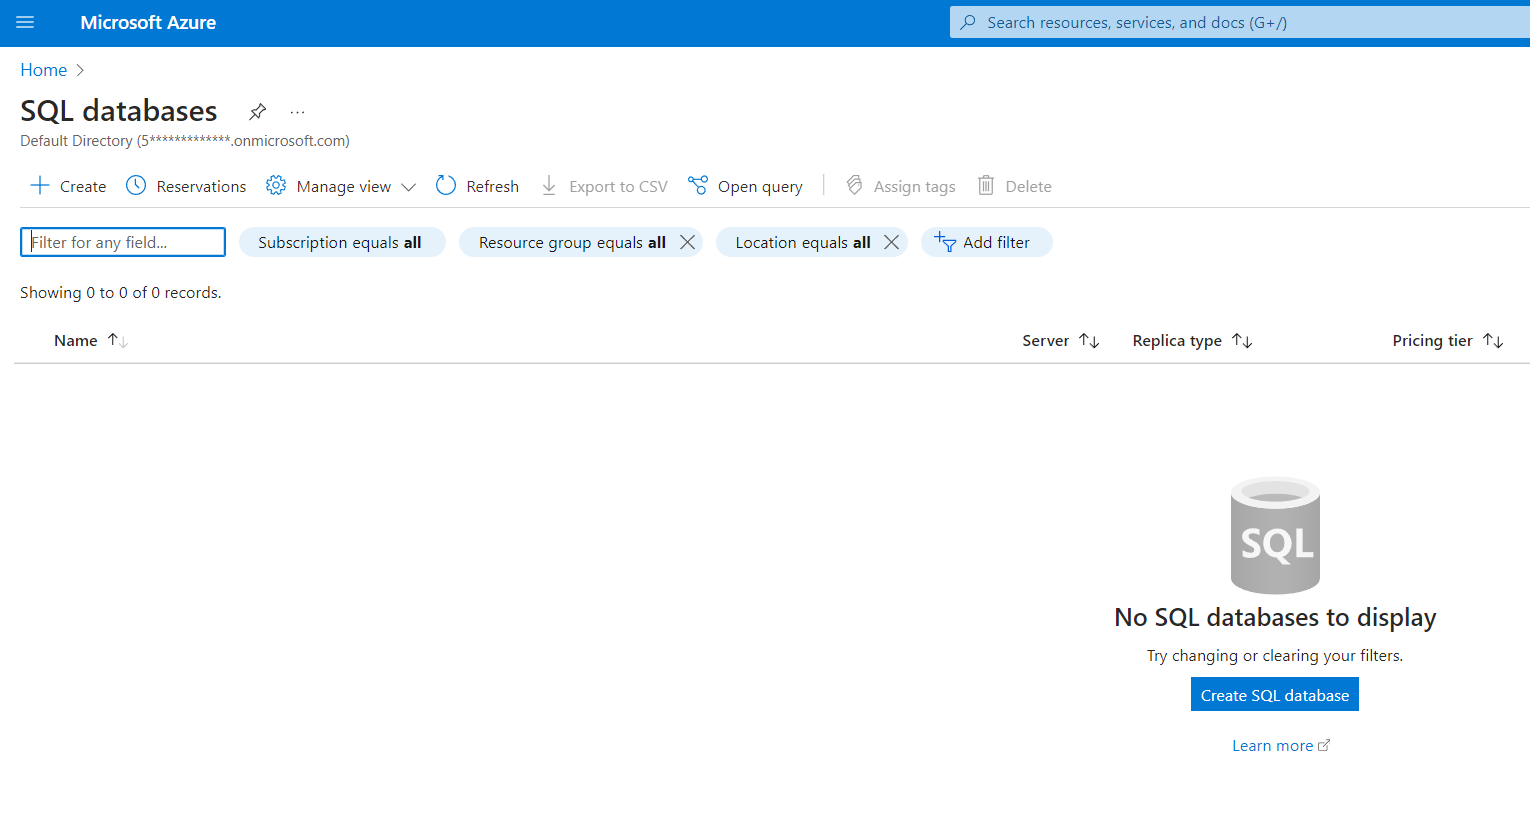 Microsoft Azure
Search resources, services, and docs (G+/)
Home
SQL databases
...
Default Directory (5*************.onmicrosoft.com)
Create Reservations Manage view Refresh Export to CSV Open query Assign tags Delete
Filter for any field... Subscription equals all Resource group equals all Location equals all Add filter
Showing 0 to 0 of 0 records.
Name Server Replica type Pricing tier
SQL
No SQL databases to display
Try changing or clearing your filters.
Create SQL database
Learn more